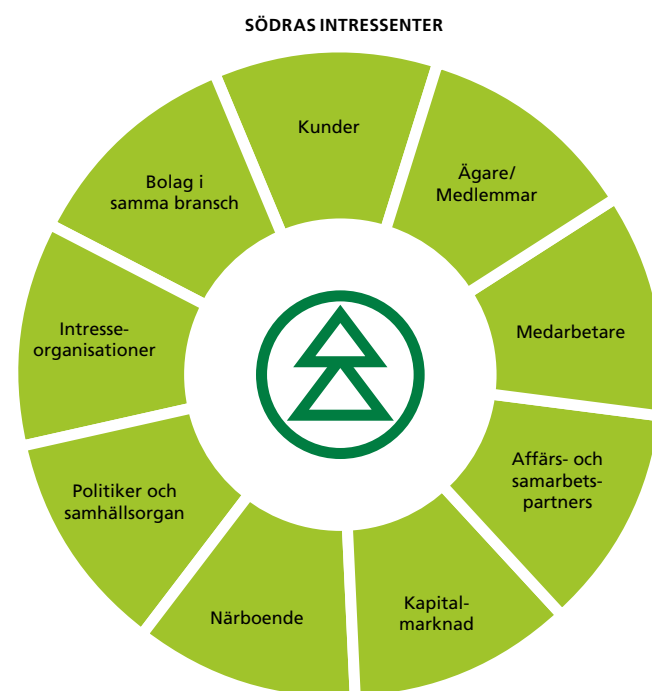 SÖDRAS INTRESSENTER
Kunder
Ägare/
Medlemmar
Medarbetare
Affärs- och
samarbets-
partners
Kapital-
marknad
Närboende
Politiker och
samhällsorgan
Intresse-
organisationer
Bolag i
samma bransch